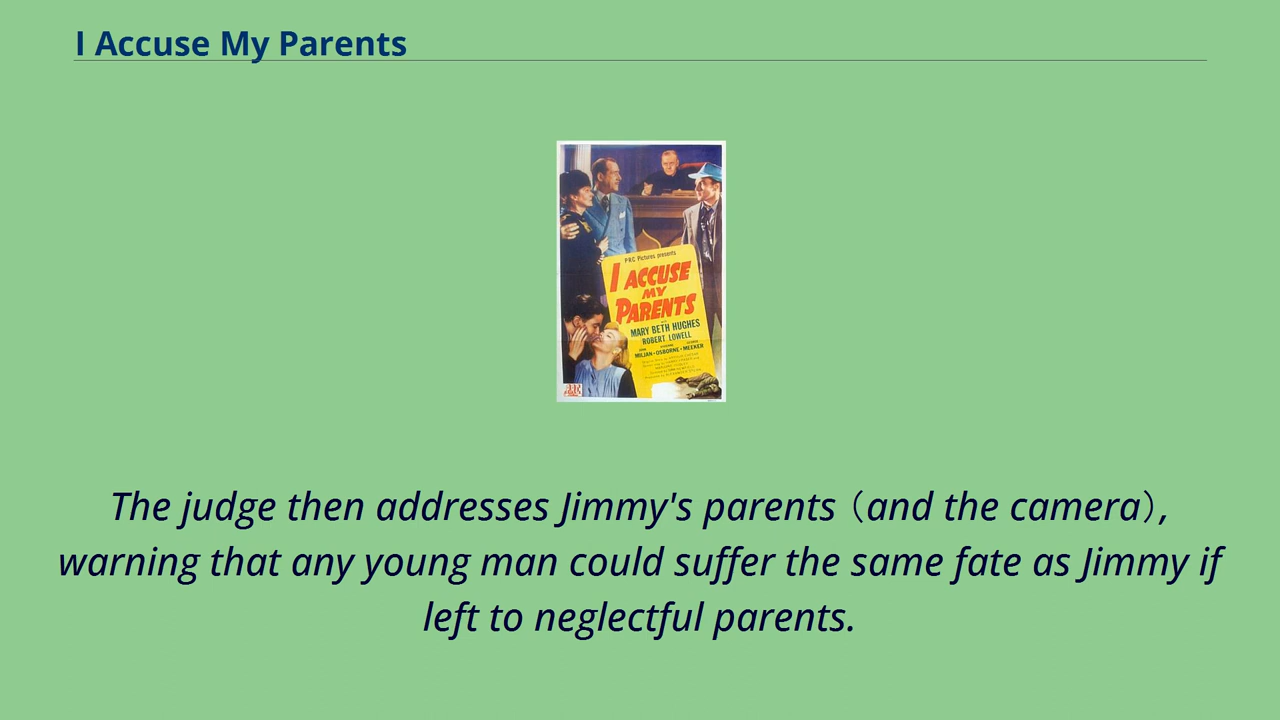 I Accuse My Parents
PRC Pictures presents
I ACCUSE
MY
PARENTS
MARY BETH HUGHES
ROBERT LOWELL
MILJAN • OSBORNE • MEEKER
The judge then addresses Jimmy's parents (and the camera),
warning that any young man could suffer the same fate as Jimmy if
left to neglectful parents.